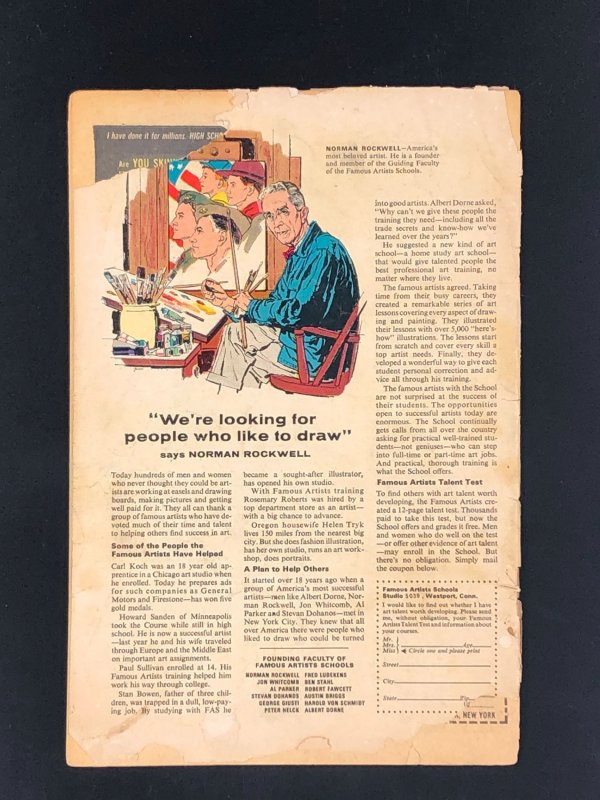 I have done it for millions. HIGH SCHO
Are YOU SKIN
NORMAN ROCKWELL—America's
most beloved artist. He is a founder
and member of the Guiding Faculty
of the Famous Artists Schools.
"We're looking for
people who like to draw"
says NORMAN ROCKWELL
Today hundreds of men and women
who never thought they could be art-
ists are working at easels and drawing
boards, making pictures and getting
well paid for it. They all can thank a
group of famous artists who have de-
voted much of their time and talent
to helping others find success in art.
Some of the People the
Famous Artists Have Helped
Carl Koch was an 18 year old ap-
prentice in a Chicago art studio when
he enrolled. Today he prepares ads
for such companies as General
Motors and Firestone—has won five
gold medals.
Howard Sanden of Minneapolis
took the Course while still in high
school. He is now a successful artist
—last year he and his wife traveled
through Europe and the Middle East
on important art assignments.
Paul Sullivan enrolled at 14. His
Famous Artists training helped him
work his way through college.
Stan Bowen, father of three chil-
dren, was trapped in a dull, low-pay-
ing job. By studying with FAS he
became a sought-after illustrator,
has opened his own studio.
With Famous Artists training
Rosemary Roberts was hired by a
top department store as an artist—
with a big chance to advance.
Oregon housewife Helen Tryk
lives 150 miles from the nearest big
city. But she does fashion illustration,
has her own studio, runs an art work-
shop, does portraits.
A Plan to Help Others
It started over 18 years when a
group of America's most successful
artists—men like Albert Dorne, Nor-
man Rockwell, Jon Whitcomb, Al
Parker and Stevan Dohanos—met in
New York City. They knew that all
over America there were people who
liked to draw who could be turned
FOUNDING FACULTY OF
FAMOUS ARTISTS SCHOOLS
NORMAN ROCKWELL FRED LUDEKENS
JON WHITCOMB BEN STAHL
AL PARKER ROBERT FAWCETT
STEVAN DOHANOS AUSTIN BRIGGS
GEORGE GIUSTI HAROLD VON SCHMIDT
PETER HELCK ALBERT DORNE
into good artists. Albert Dorne asked,
"Why can't we give these people the
training they need—including all the
trade secrets and know-how we've
learned over the years?"
He suggested a new kind of art
school—a home study art school—
that would give talented people the
best professional art training, no
matter where they live.
The famous artists agreed. Taking
time from their busy careers, they
created a remarkable series of art
lessons covering every aspect of draw-
ing and painting. They illustrated
their lessons with over 5,000 "here's-
how" illustrations. The lessons start
from scratch and cover every skill a
top artist needs. Finally, they de-
veloped a wonderful way to give each
student personal correction and ad-
vice all through his training.
The famous artists with the School
are not surprised at the success of
their students. The opportunities
open to successful artists today are
enormous. The School continually
gets calls from all over the country
asking for practical well-trained stu-
dents—not geniuses—who can step
into full-time or part-time art jobs.
And practical, thorough training is
what the School offers.
Famous Artists Talent Test
To find others with art talent worth
developing, the Famous Artists cre-
ated a 12-page talent test. Thousands
paid to take this test, but now the
School offers and grades it free. Men
and women who do well on the test
—or offer other evidence of art talent
—may enroll in the School. But
there's no obligation. Simply mail
the coupon below.
Famous Artists Schools
Studio 5039, Westport, Conn.
I would like to find out whether I have
art talent worth developing. Please send
me, without obligation, your Famous
Artists Talent Test and information about
your courses.
Mr.
Mrs. Age
Miss Circle one and please print
Street
City
State Zip
NEW YORK